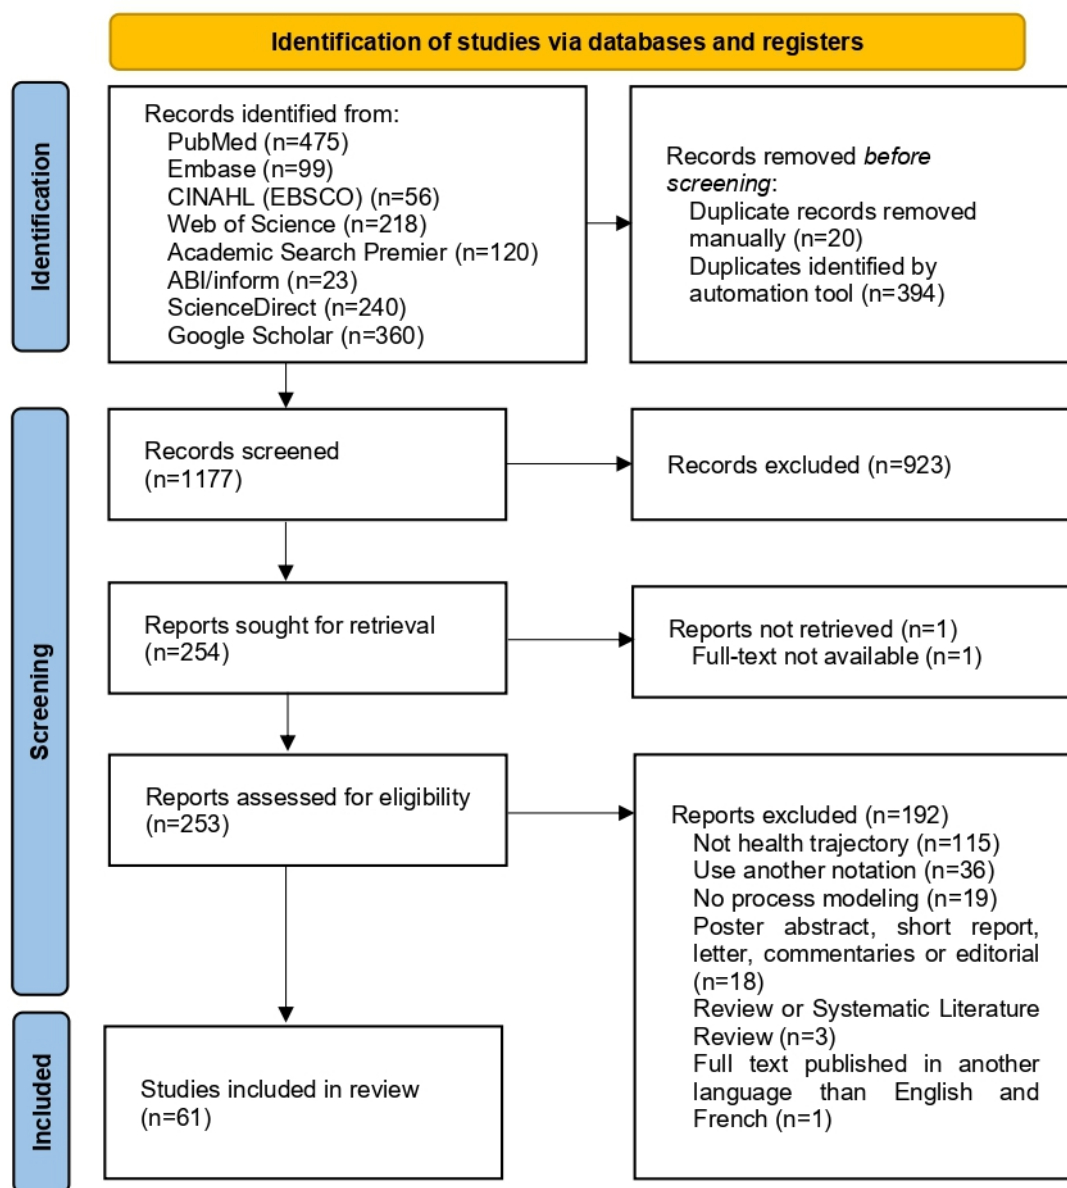 Identification of studies via databases and registers
Identification
Records identified from:
PubMed (n=475)
Embase (n=99)
CINAHL (EBSCO) (n=56)
Web of Science (n=218)
Academic Search Premier (n=120)
ABI/inform (n=23)
ScienceDirect (n=240)
Google Scholar (n=360)
Records removed before
screening:
Duplicate records removed
manually (n=20)
Duplicates identified by
automation tool (n=394)
Screening
Records screened
(n=1177)
Records excluded (n=923)
Reports sought for retrieval
(n=254)
Reports not retrieved (n=1)
Full-text not available (n=1)
Reports assessed for eligibility
(n=253)
Reports excluded (n=192)
Not health trajectory (n=115)
Use another notation (n=36)
No process modeling (n=19)
Poster abstract, short report,
letter, commentaries or editorial
(n=18)
Review or Systematic Literature
Review (n=3)
Full text published in another
language than English and
French (n=1)
Included
Studies included in review
(n=61)